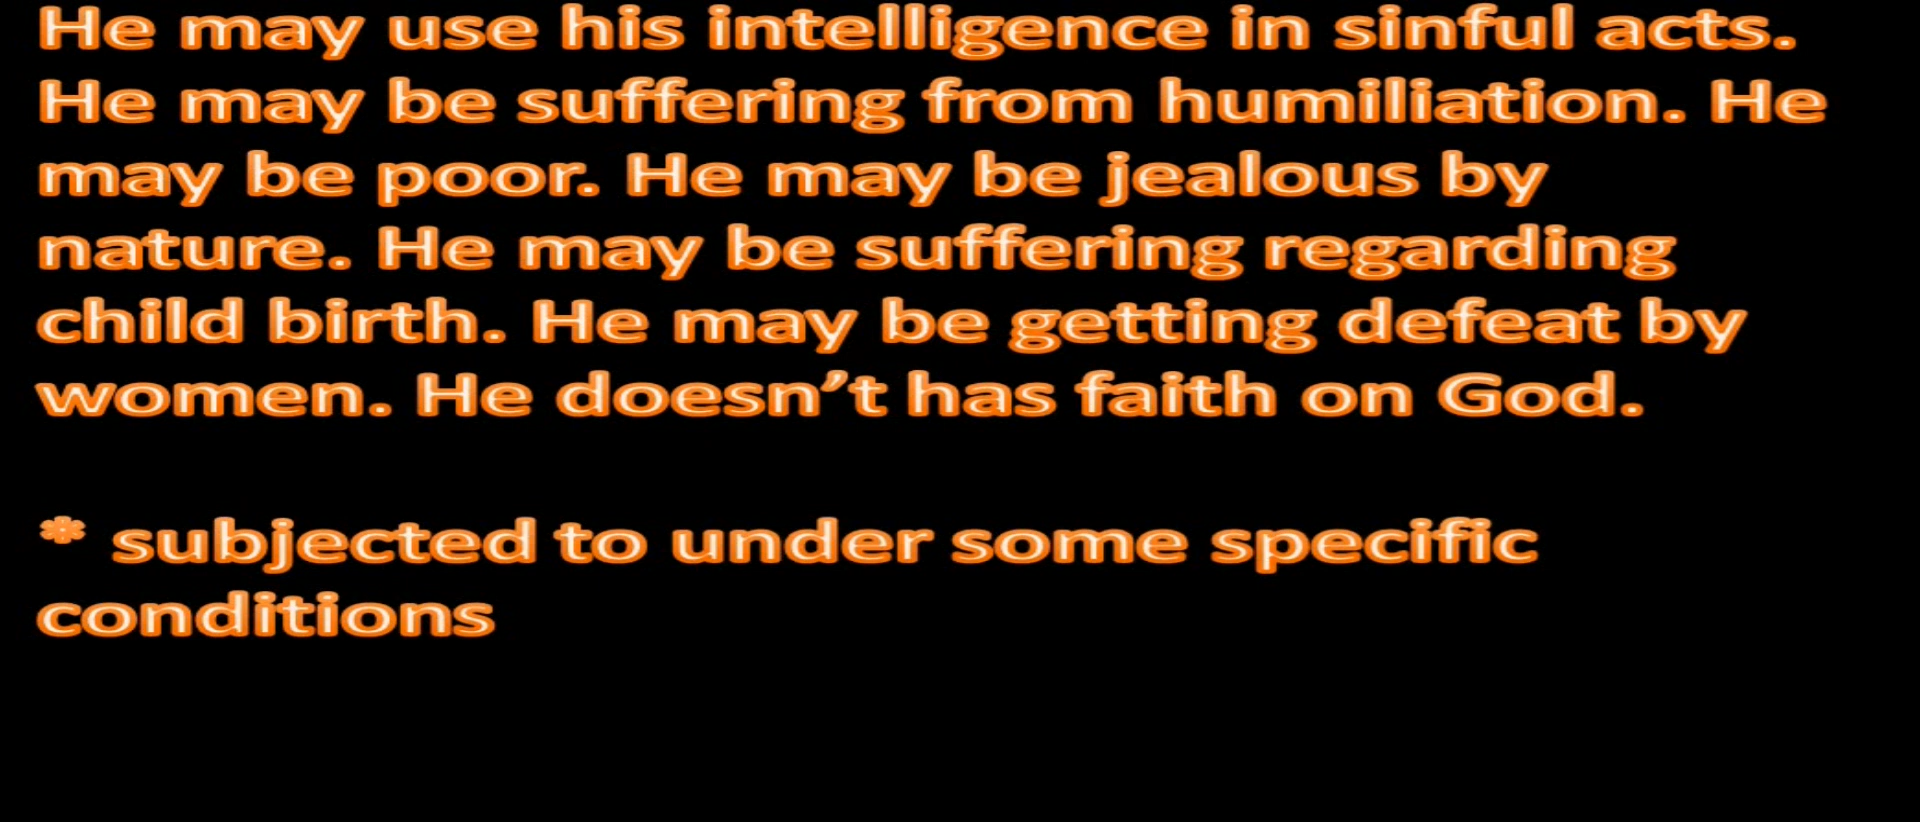 He may use his intelligence in sinful acts.
He may be suffering from humiliation. He
may be poor. He may be jealous by
nature. He may be suffering regarding
child birth. He may be getting defeat by
women. He doesn’t has faith on God.
* subjected to under some specific
conditions